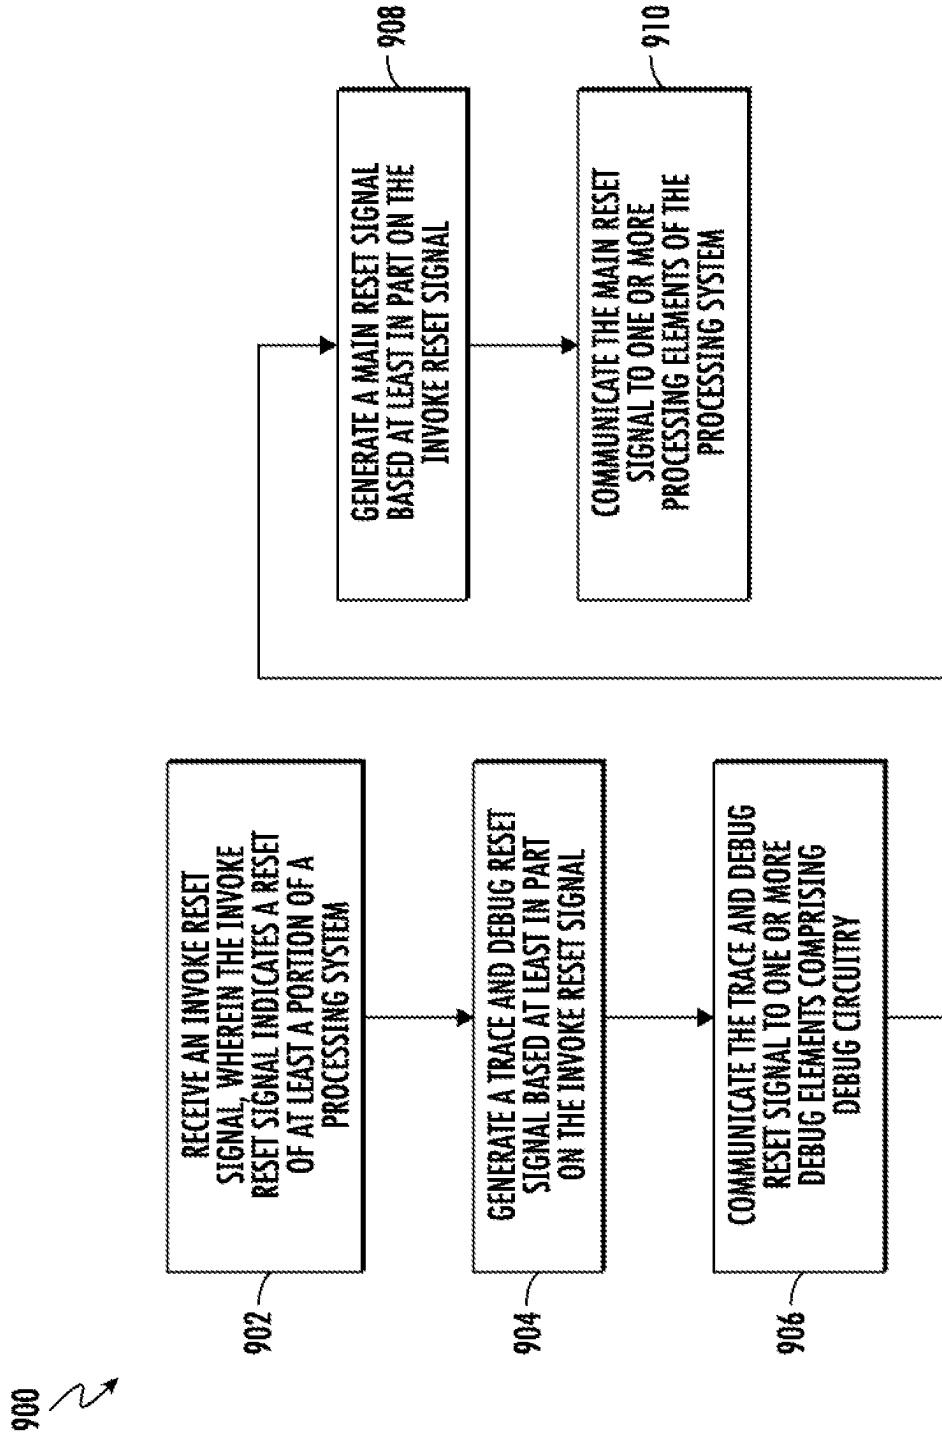 900
902
RECEIVE AN INVOKE RESET
SIGNAL, WHEREIN THE INVOKE
RESET SIGNAL INDICATES A RESET
OF AT LEAST A PORTION OF A
PROCESSING SYSTEM
904
GENERATE A TRACE AND DEBUG RESET
SIGNAL BASED AT LEAST IN PART
ON THE INVOKE RESET SIGNAL
906
COMMUNICATE THE TRACE AND DEBUG
RESET SIGNAL TO ONE OR MORE
DEBUG ELEMENTS COMPRISING
DEBUG CIRCUITRY
908
GENERATE A MAIN RESET SIGNAL
BASED AT LEAST IN PART ON THE
INVOKE RESET SIGNAL
910
COMMUNICATE THE MAIN RESET
SIGNAL TO ONE OR MORE
PROCESSING ELEMENTS OF THE
PROCESSING SYSTEM